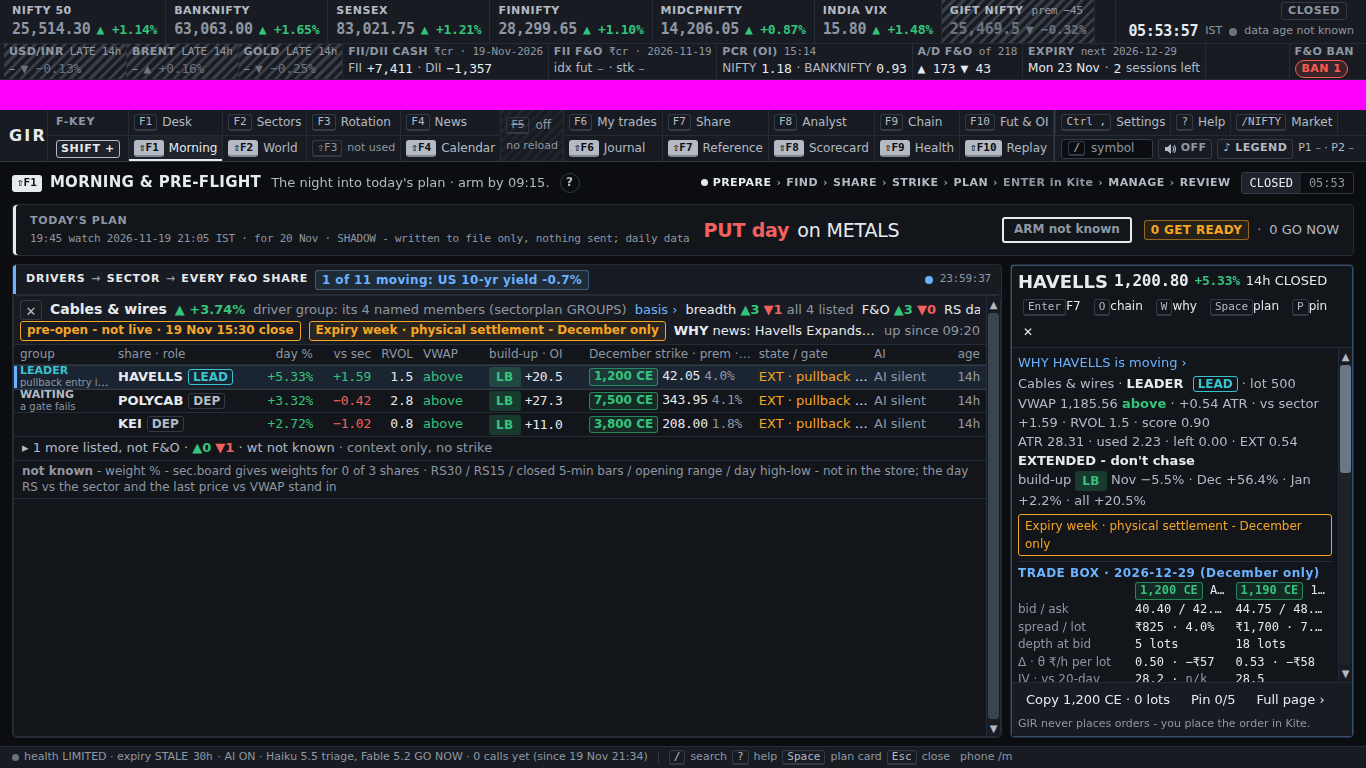 NIFTY 50 BANKNIFTY SENSEX FINNIFTY MIDCPNIFTY INDIA VIX GIFT NIFTY prem −45 CLOSED
25,514.30 ▲ +1.14% 63,063.00 ▲ +1.65% 83,021.75 ▲ +1.21% 28,299.65 ▲ +1.10% 14,206.05 ▲ +0.87% 15.80 ▲ +1.48% 25,469.5 ▼ −0.32% 05:53:57 IST data age not known
USD/INR LATE 14h BRENT LATE 14h GOLD LATE 14h FII/DII CASH ₹cr · 19-Nov-2026 FII F&O ₹cr · 2026-11-19 PCR (OI) 15:14 A/D F&O of 218 EXPIRY next 2026-12-29 F&O BAN
– ▼ −0.13% – ▲ +0.16% – ▼ −0.25% FII +7,411 · DII −1,357 idx fut – · stk – NIFTY 1.18 · BANKNIFTY 0.93 ▲ 173 ▼ 43 Mon 23 Nov · 2 sessions left BAN 1
GIR F-KEY F1 Desk F2 Sectors F3 Rotation F4 News F5 off F6 My trades F7 Share F8 Analyst F9 Chain F10 Fut & OI Ctrl , Settings ? Help /NIFTY Market
SHIFT + ⇧F1 Morning ⇧F2 World ⇧F3 not used ⇧F4 Calendar no reload ⇧F6 Journal ⇧F7 Reference ⇧F8 Scorecard ⇧F9 Health ⇧F10 Replay / symbol OFF ♪ LEGEND P1 – · P2 –
⇧F1 MORNING & PRE-FLIGHT The night into today's plan · arm by 09:15. ? PREPARE › FIND › SHARE › STRIKE › PLAN › ENTER in Kite › MANAGE › REVIEW CLOSED 05:53
TODAY'S PLAN
19:45 watch 2026-11-19 21:05 IST · for 20 Nov · SHADOW - written to file only, nothing sent; daily data PUT day on METALS ARM not known 0 GET READY · 0 GO NOW
DRIVERS → SECTOR → EVERY F&O SHARE 1 of 11 moving: US 10-yr yield -0.7% 23:59:37
✕ Cables & wires ▲ +3.74% driver group: its 4 named members (sectorplan GROUPS) basis › breadth ▲3 ▼1 all 4 listed F&O ▲3 ▼0 RS da
pre-open - not live · 19 Nov 15:30 close Expiry week · physical settlement - December only WHY news: Havells Expands… up since 09:20
group share · role day % vs sec RVOL VWAP build-up · OI December strike · prem ·… state / gate AI age
LEADER
pullback entry i… HAVELLS LEAD +5.33% +1.59 1.5 above LB +20.5 1,200 CE 42.05 4.0% EXT · pullback … AI silent 14h
WAITING
a gate fails POLYCAB DEP +3.32% −0.42 2.8 above LB +27.3 7,500 CE 343.95 4.1% EXT · pullback … AI silent 14h
KEI DEP +2.72% −1.02 0.8 above LB +11.0 3,800 CE 208.00 1.8% EXT · pullback … AI silent 14h
▸ 1 more listed, not F&O · ▲0 ▼1 · wt not known · context only, no strike
not known - weight % - sec.board gives weights for 0 of 3 shares · RS30 / RS15 / closed 5-min bars / opening range / day high-low - not in the store; the day
RS vs the sector and the last price vs VWAP stand in
HAVELLS 1,200.80 +5.33% 14h CLOSED
Enter F7 O chain W why Space plan P pin
✕
WHY HAVELLS is moving ›
Cables & wires · LEADER LEAD · lot 500
VWAP 1,185.56 above · +0.54 ATR · vs sector
+1.59 · RVOL 1.5 · score 0.90
ATR 28.31 · used 2.23 · left 0.00 · EXT 0.54
EXTENDED - don't chase
build-up LB Nov −5.5% · Dec +56.4% · Jan
+2.2% · all +20.5%
Expiry week · physical settlement - December
only
TRADE BOX · 2026-12-29 (December only)
1,200 CE A… 1,190 CE 1…
bid / ask 40.40 / 42.… 44.75 / 48.…
spread / lot ₹825 · 4.0% ₹1,700 · 7.…
depth at bid 5 lots 18 lots
Δ · θ ₹/h per lot 0.50 · −₹57 0.53 · −₹58
IV · vs 20-day 28.2 · n/k 28.5
Copy 1,200 CE · 0 lots Pin 0/5 Full page ›
GIR never places orders - you place the order in Kite.
health LIMITED · expiry STALE 30h · AI ON · Haiku 5.5 triage, Fable 5.2 GO NOW · 0 calls yet (since 19 Nov 21:34) / search ? help Space plan card Esc close phone /m